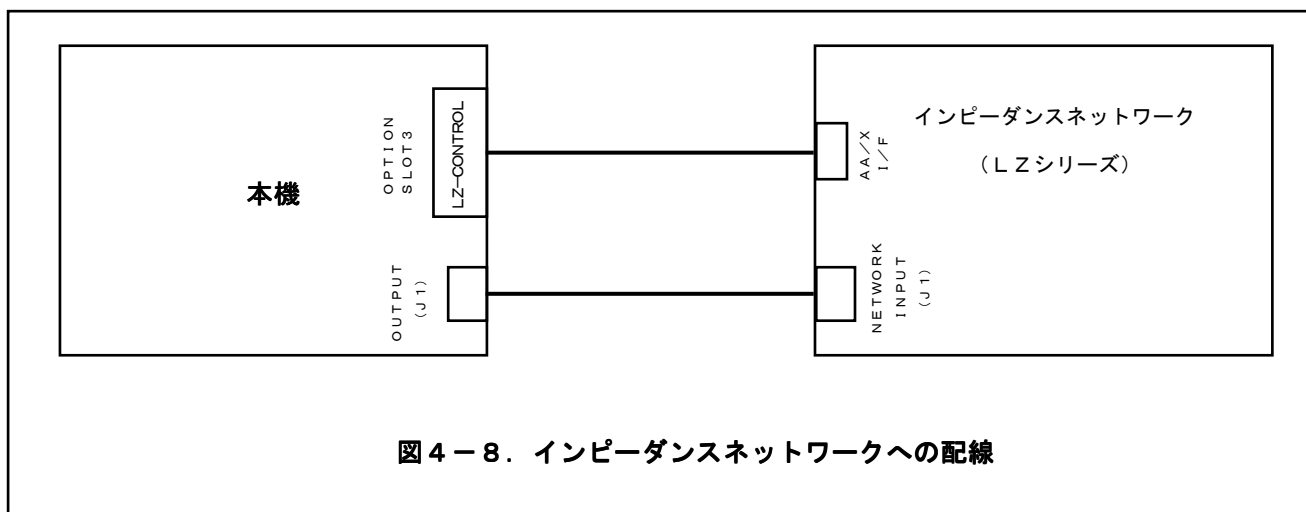 本機
ＯＰＴＩＯＮ
ＳＬＯＴ３
LZ-CONTROL
ＯＵＴＰＵＴ
（Ｊ１）
ＡＡ／Ｘ
Ｉ／Ｆ
ＮＥＴＷＯＲＫ
ＩＮＰＵＴ
（Ｊ１）
インピーダンスネットワーク
（ＬＺシリーズ）
図４－８．インピーダンスネットワークへの配線